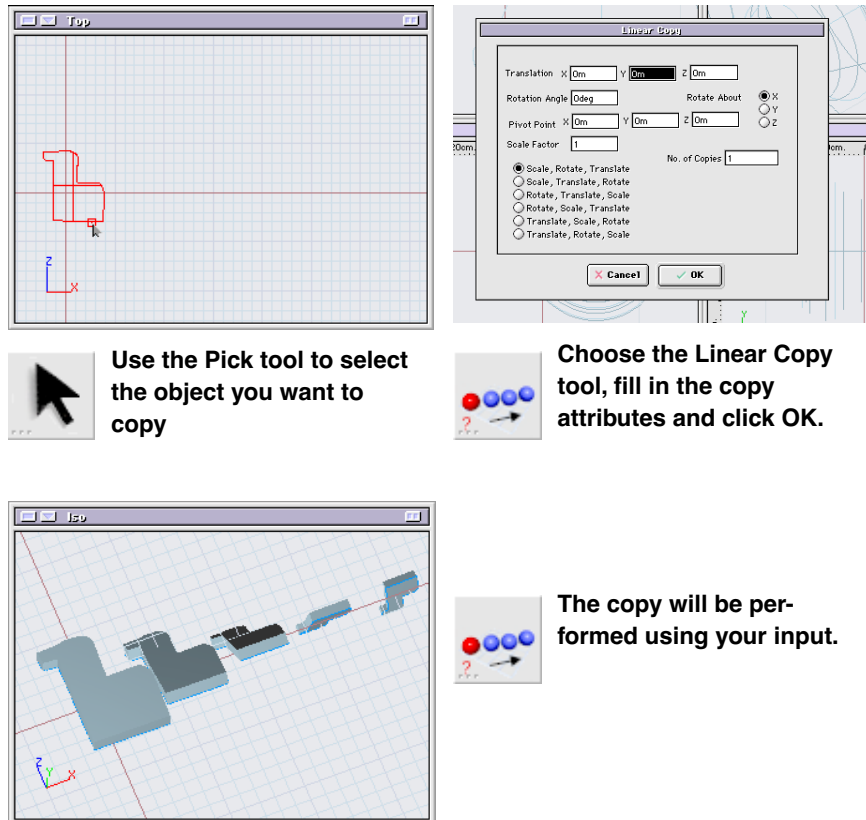 Top
Z
X
Linear Copy
Translation X 0m Y 0m Z 0m
Rotation Angle 0deg Rotate About X
Y
Pivot Point X 0m Y 0m Z 0m Z
Scale Factor 1
No. of Copies 1
Scale, Rotate, Translate
Scale, Translate, Rotate
Rotate, Translate, Scale
Rotate, Scale, Translate
Translate, Scale, Rotate
Translate, Rotate, Scale
X Cancel ✓ OK
20cm.
Y
Use the Pick tool to select
the object you want to
copy
?
Choose the Linear Copy
tool, fill in the copy
attributes and click OK.
Iso
Z
Y
X
?
The copy will be per-
formed using your input.